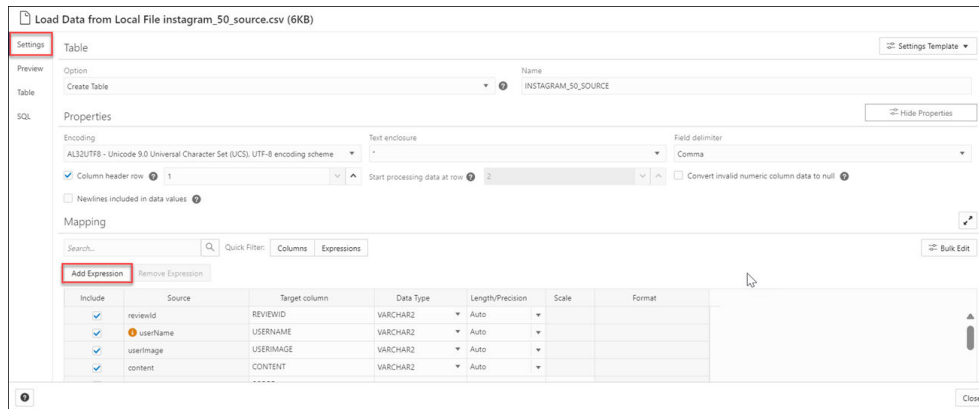 Load Data from Local File instagram_50_source.csv (6KB)
Settings
Preview
Table
SQL
Table
Settings Template
Option
Name
Create Table
INSTAGRAM_50_SOURCE
Properties
Hide Properties
Encoding
Text enclosure
Field delimiter
AL32UTF8 - Unicode 9.0 Universal Character Set (UCS), UTF-8 encoding scheme
"
Comma
Column header row
1
Start processing data at row
2
Convert invalid numeric column data to null
Newlines included in data values
Mapping
Search...
Quick Filter:
Columns
Expressions
Bulk Edit
Add Expression
Remove Expression
Include Source Target column Data Type Length/Precision Scale Format
reviewId REVIEWID VARCHAR2 Auto
userName USERNAME VARCHAR2 Auto
userImage USERIMAGE VARCHAR2 Auto
content CONTENT VARCHAR2 Auto
Close